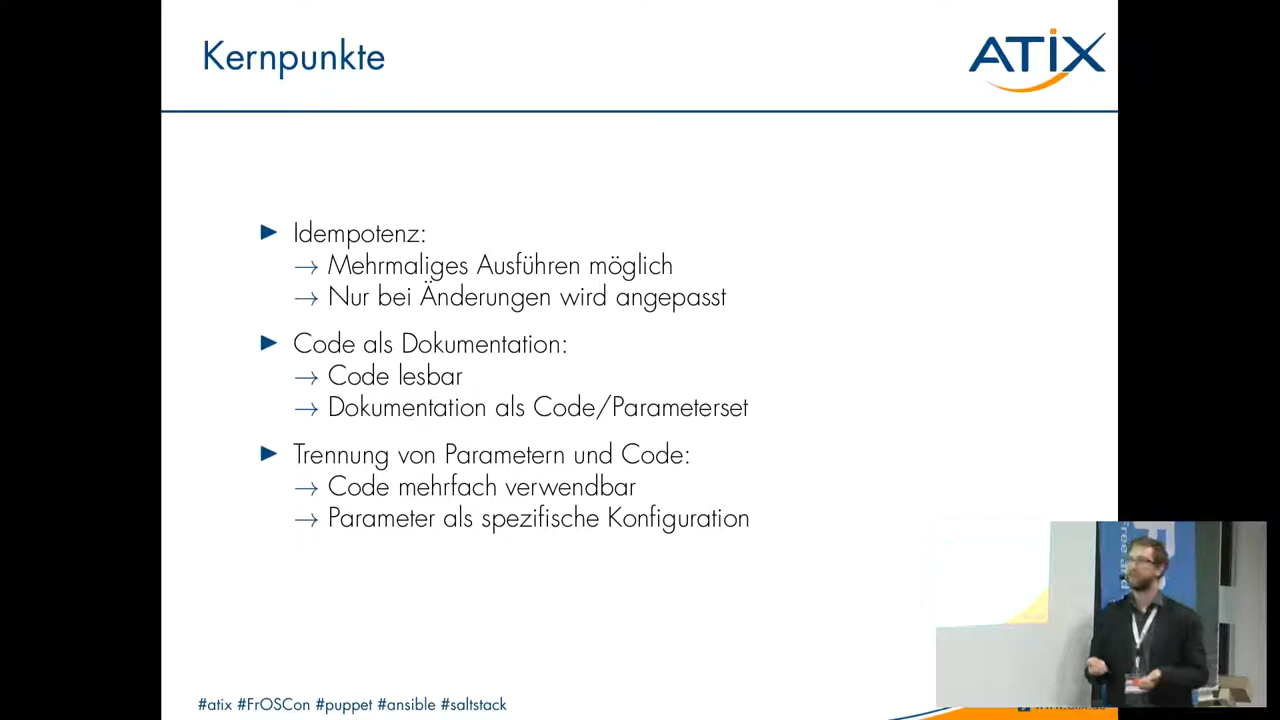 Kernpunkte
ATIX
Idempotenz:
→ Mehrmaliges Ausführen möglich
→ Nur bei Änderungen wird angepasst
Code als Dokumentation:
→ Code lesbar
→ Dokumentation als Code/Parameterset
Trennung von Parametern und Code:
→ Code mehrfach verwendbar
→ Parameter als spezifische Konfiguration
#atix #FrOSCon #puppet #ansible #saltstack